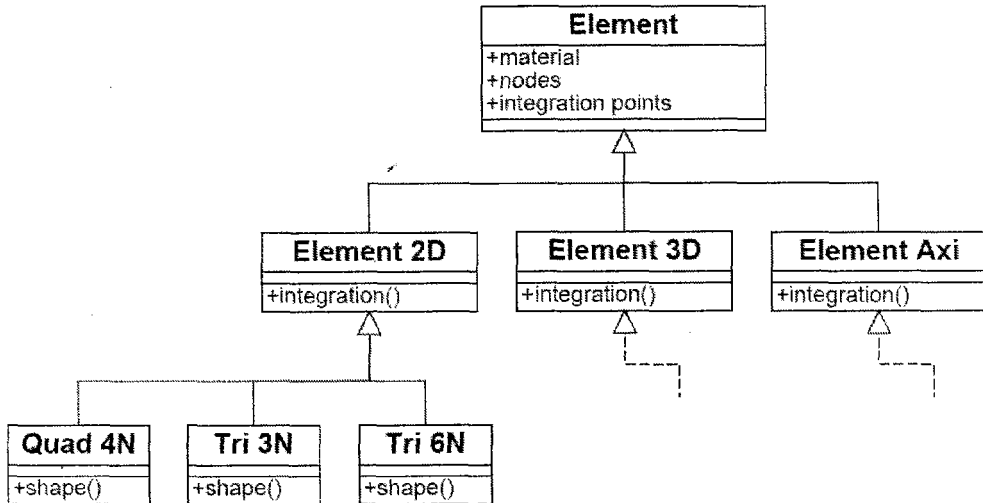 Element
+material
+nodes
+integration points
Element 2D
+integration()
Element 3D
+integration()
Element Axi
+integration()
Quad 4N
+shape()
Tri 3N
+shape()
Tri 6N
+shape()